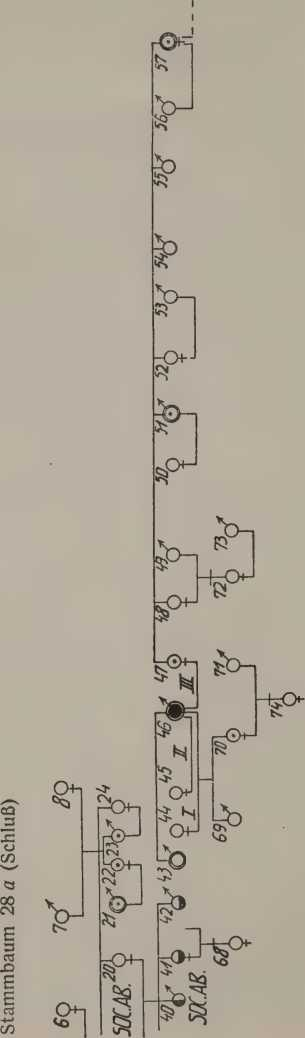 Stammbaum 28 a (Schluß)
6 7 8
20 21 22 23 24
SOC.AB.
40 41 42 43 44 45 46 47 48 49 50 51 52 53 54 55 56 57
SOC.AB.
I II III
68 69 70 71 72 73
74